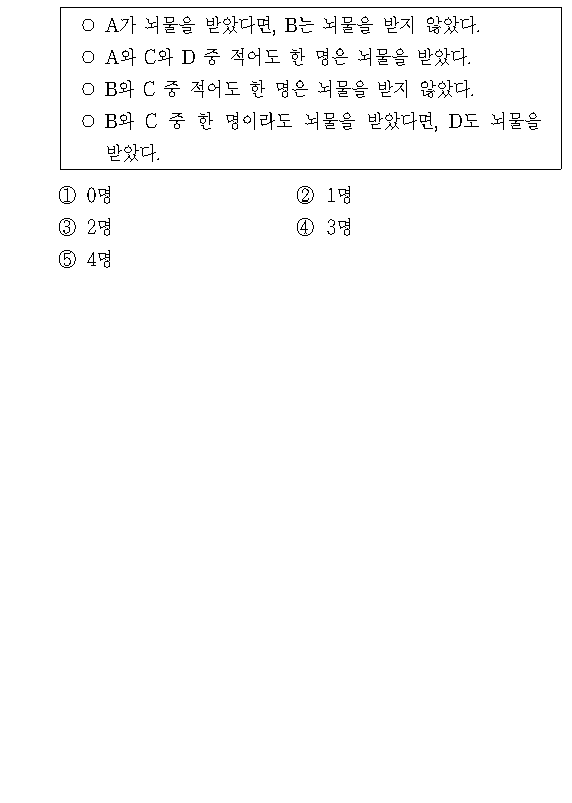 ○ A가 뇌물을 받았다면, B는 뇌물을 받지 않았다.
○ A와 C와 D 중 적어도 한 명은 뇌물을 받았다.
○ B와 C 중 적어도 한 명은 뇌물을 받지 않았다.
○ B와 C 중 한 명이라도 뇌물을 받았다면, D도 뇌물을
받았다.
① 0명 ② 1명
③ 2명 ④ 3명
⑤ 4명